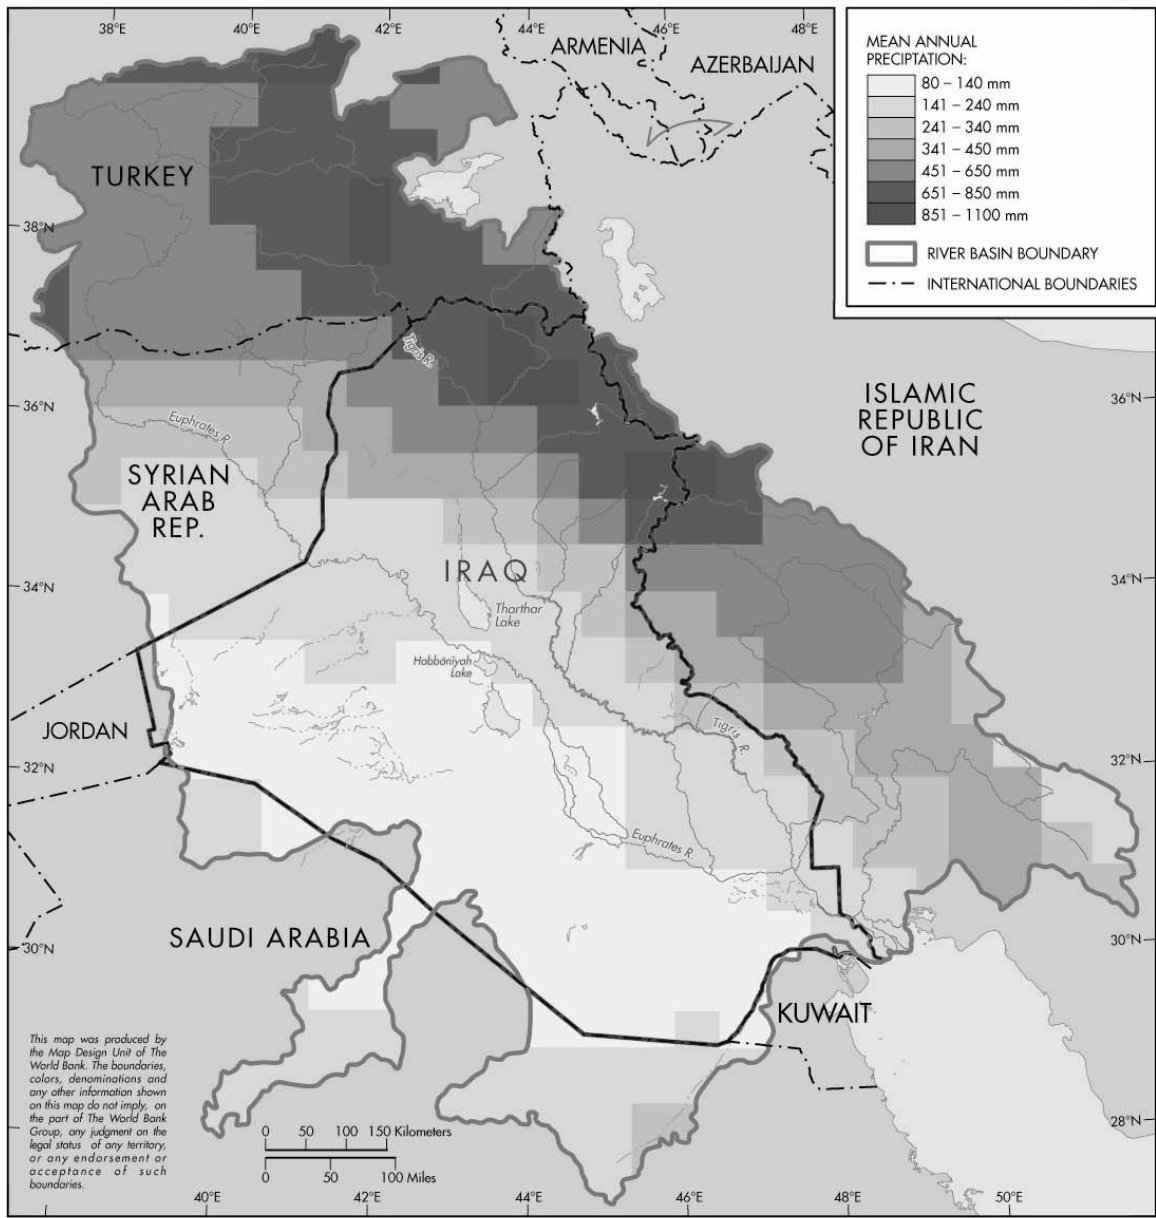 38°E
40°E
42°E
44°E
46°E
48°E
ARMENIA
AZERBAIJAN
MEAN ANNUAL
PRECIPTATION:
80 – 140 mm
141 – 240 mm
241 – 340 mm
341 – 450 mm
451 – 650 mm
651 – 850 mm
851 – 1100 mm
RIVER BASIN BOUNDARY
INTERNATIONAL BOUNDARIES
TURKEY
38°N
Tigris R.
36°N
36°N
ISLAMIC
REPUBLIC
OF IRAN
Euphrates R.
SYRIAN
ARAB
REP.
IRAQ
34°N
34°N
Tharthar
Lake
Habbaniyah
Lake
JORDAN
Tigris R.
32°N
32°N
Euphrates R.
SAUDI ARABIA
30°N
30°N
KUWAIT
This map was produced by
the Map Design Unit of The
World Bank. The boundaries,
colors, denominations and
any other information shown
on this map do not imply, on
the part of The World Bank
Group, any judgment on the
legal status of any territory,
or any endorsement or
acceptance of such
boundaries.
28°N
0 50 100 150 Kilometers
0 50 100 Miles
40°E
42°E
44°E
46°E
48°E
50°E